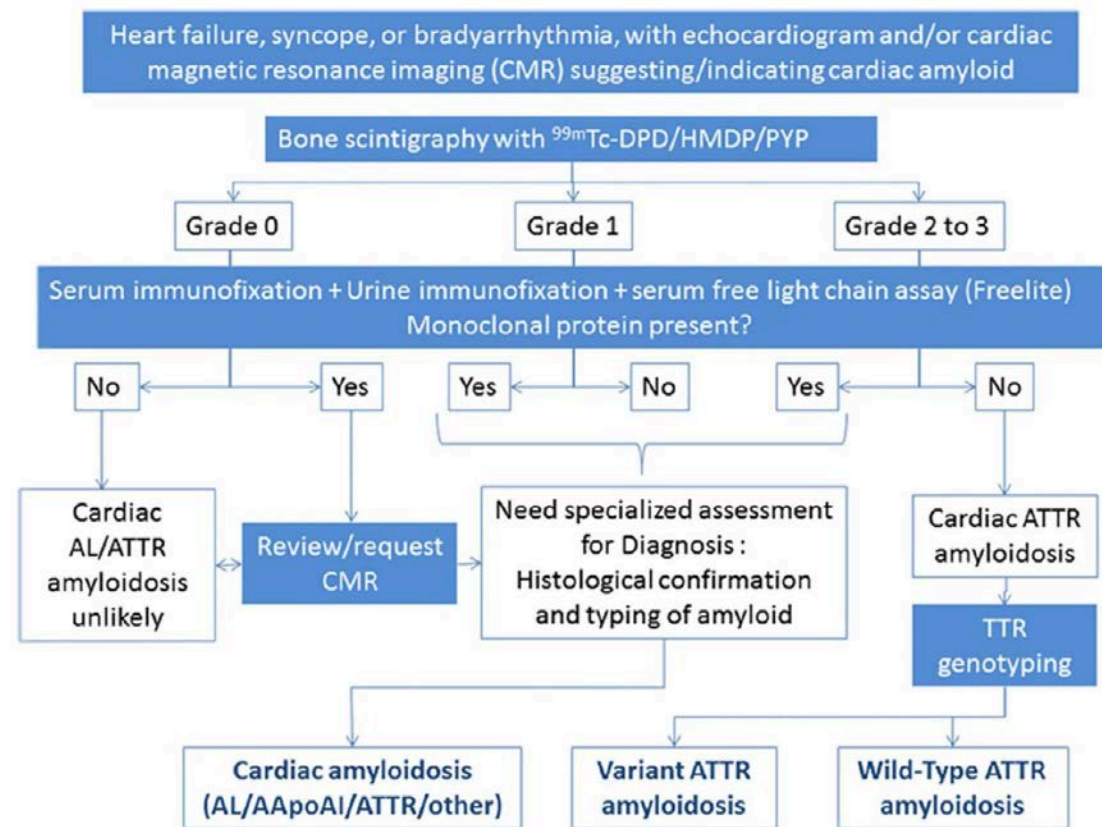 Heart failure, syncope, or bradyarrhythmia, with echocardiogram and/or cardiac
magnetic resonance imaging (CMR) suggesting/indicating cardiac amyloid
Bone scintigraphy with ⁹⁹ᵐTc-DPD/HMDP/PYP
Grade 0
Grade 1
Grade 2 to 3
Serum immunofixation + Urine immunofixation + serum free light chain assay (Freelite)
Monoclonal protein present?
No
Yes
Yes
No
Yes
No
Cardiac
AL/ATTR
amyloidosis
unlikely
Review/request
CMR
Need specialized assessment
for Diagnosis :
Histological confirmation
and typing of amyloid
Cardiac ATTR
amyloidosis
TTR
genotyping
Cardiac amyloidosis
(AL/AApoAI/ATTR/other)
Variant ATTR
amyloidosis
Wild-Type ATTR
amyloidosis